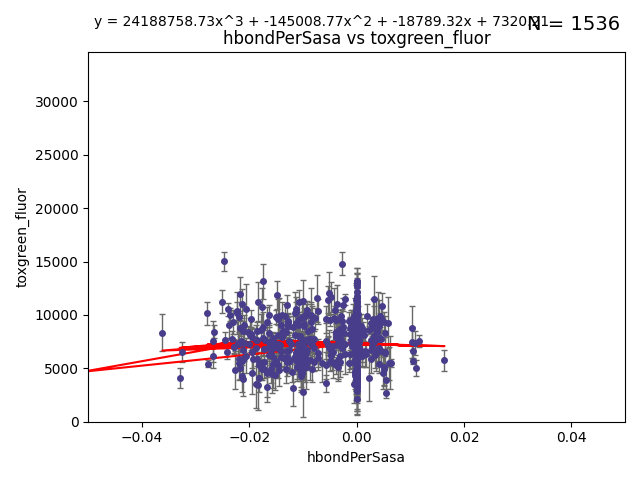 y = 24188758.73x^3 + -145008.77x^2 + -18789.32x + 7320.21
N = 1536
hbondPerSasa vs toxgreen_fluor
toxgreen_fluor
30000
25000
20000
15000
10000
5000
0
−0.04
−0.02
0.00
0.02
0.04
hbondPerSasa